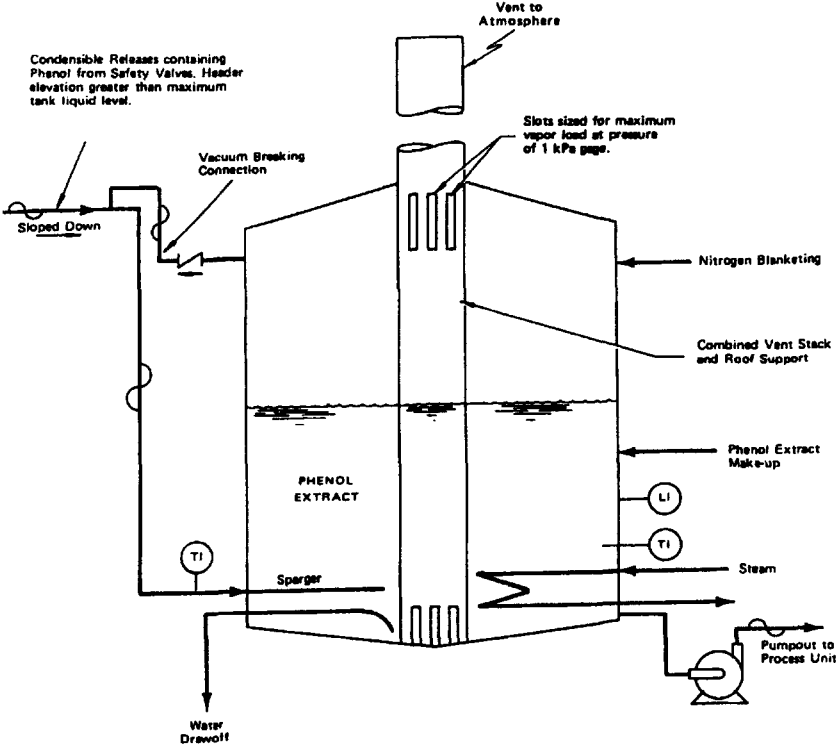 Vent to
Atmosphere
Condensible Releases containing
Phenol from Safety Valves. Header
elevation greater than maximum
tank liquid level.
Slots sized for maximum
vapor load at pressure
of 1 kPa gage.
Vacuum Breaking
Connection
Sloped Down
Nitrogen Blanketing
Combined Vent Stack
and Roof Support
Phenol Extract
Make-up
PHENOL
EXTRACT
LI
TI
TI
Steam
Sparger
Pumpout to
Process Unit
Water
Drawoff